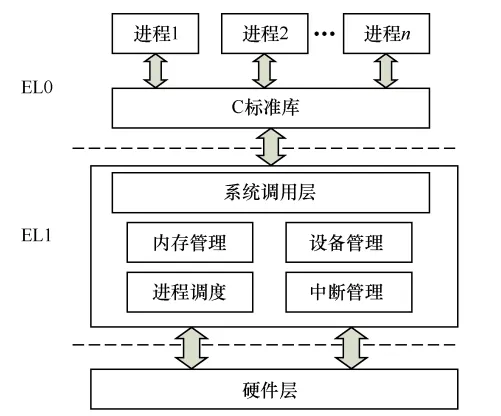 进程1 进程2 ··· 进程n
EL0
C标准库
系统调用层
EL1
内存管理 设备管理
进程调度 中断管理
硬件层